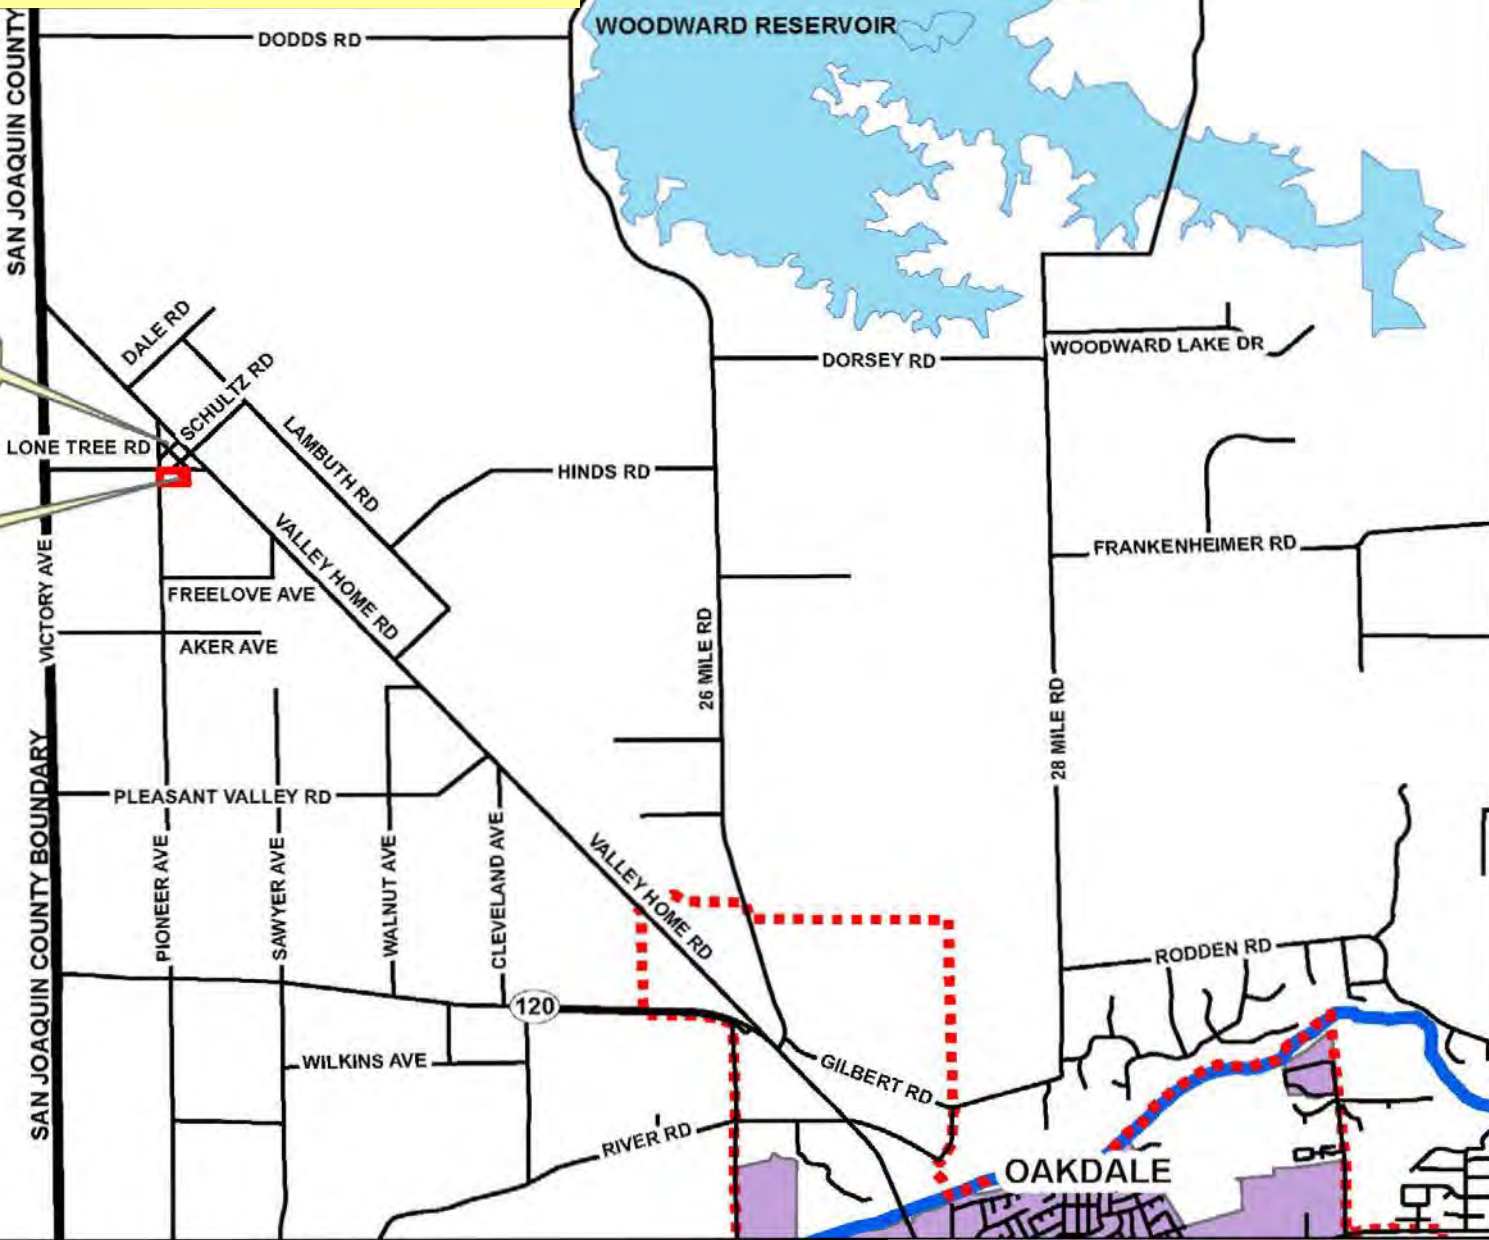 WOODWARD RESERVOIR
DODDS RD
SAN JOAQUIN COUNTY
DALE RD
SCHULTZ RD
WOODWARD LAKE DR
DORSEY RD
LONE TREE RD
LAMBUTH RD
HINDS RD
VALLEY HOME RD
FRANKENHEIMER RD
VICTORY AVE
FREELOVE AVE
AKER AVE
26 MILE RD
28 MILE RD
PLEASANT VALLEY RD
SAN JOAQUIN COUNTY BOUNDARY
PIONEER AVE
SAWYER AVE
WALNUT AVE
CLEVELAND AVE
VALLEY HOME RD
RODDEN RD
120
WILKINS AVE
GILBERT RD
RIVER RD
OAKDALE